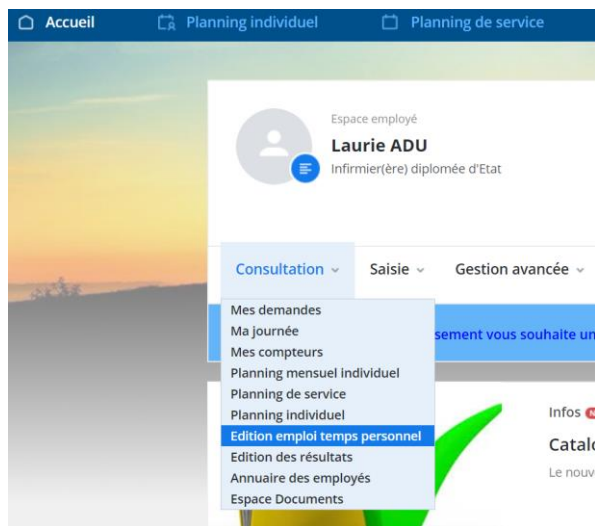 Accueil Planning individuel Planning de service
Espace employé
Laurie ADU
Infirmier(ère) diplomée d'Etat
Consultation Saisie Gestion avancée
Mes demandes
Ma journée
sement vous souhaite un
Mes compteurs
Planning mensuel individuel
Planning de service
Planning individuel
Infos
Edition emploi temps personnel
Catal
Edition des résultats
Le nouv
Annuaire des employés
Espace Documents